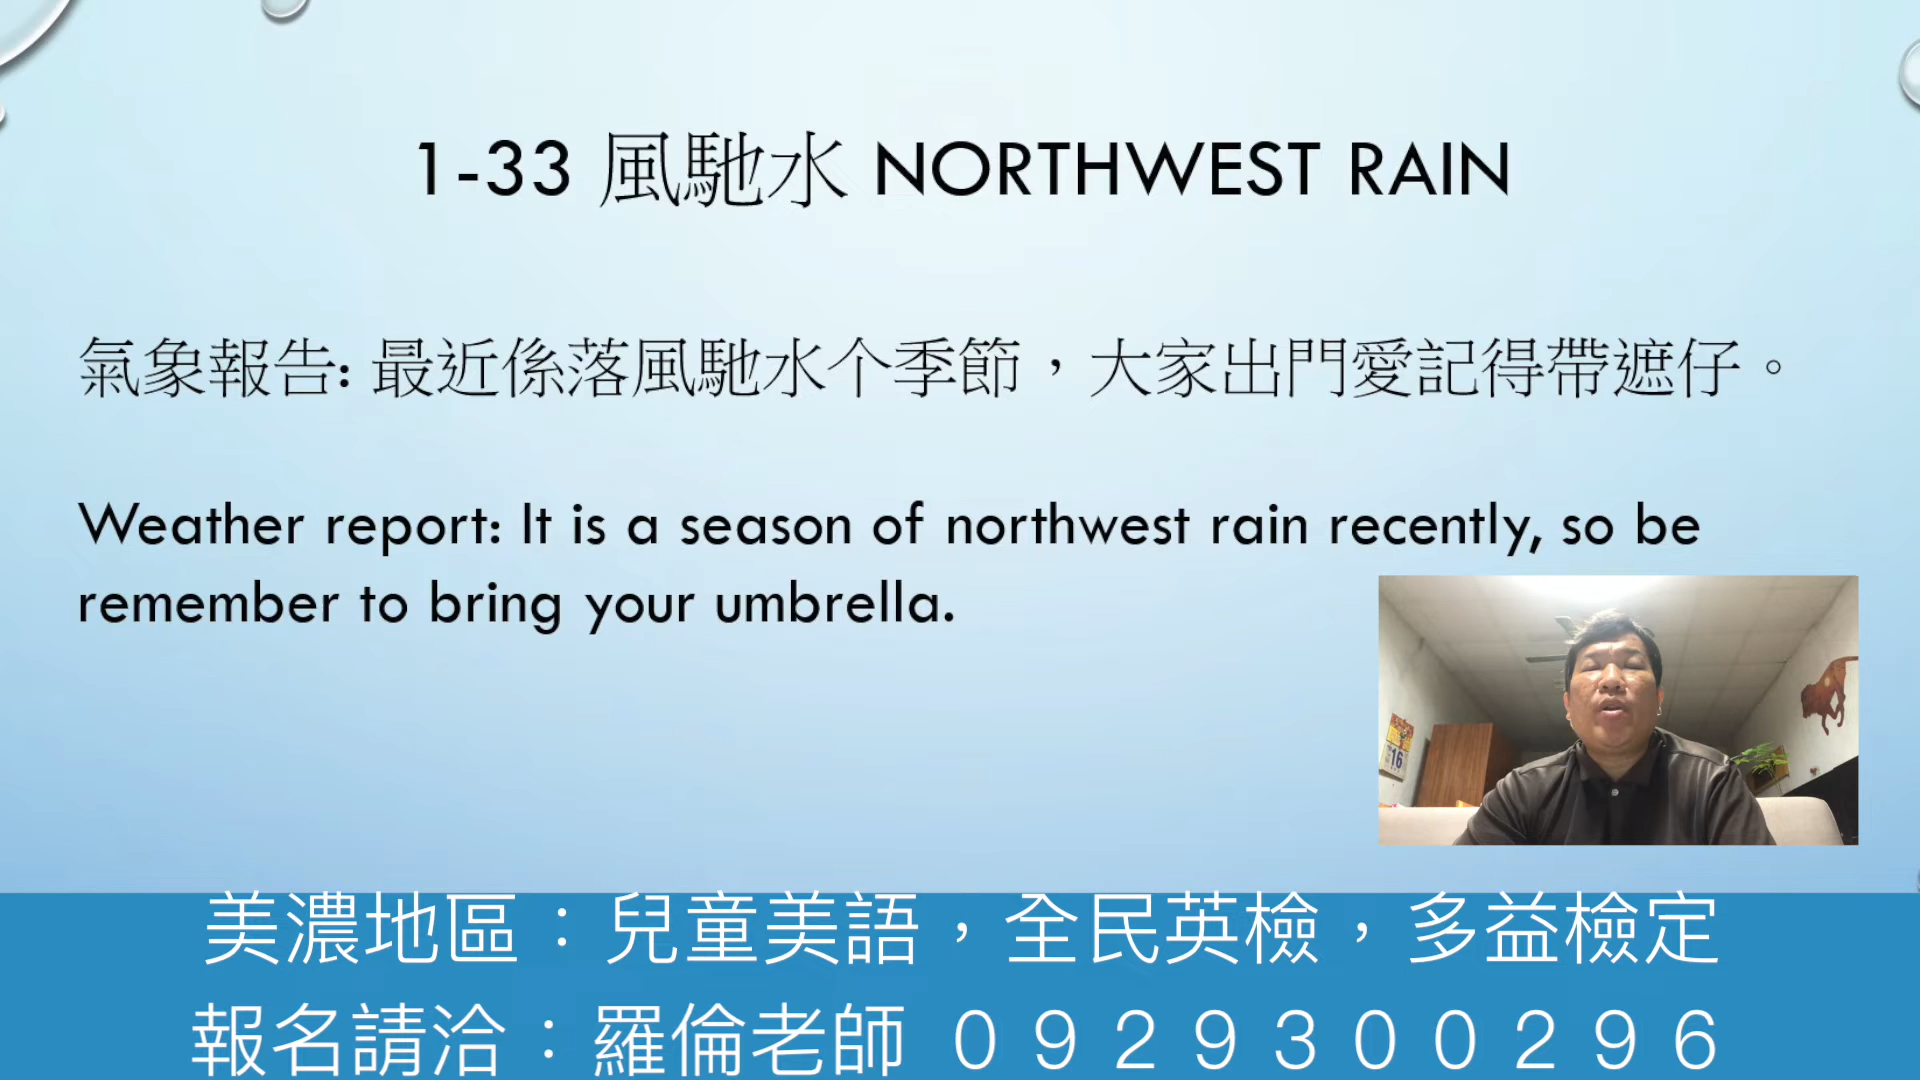 1-33 風馳水 NORTHWEST RAIN
氣象報告: 最近係落風馳水个季節，大家出門愛記得帶遮仔。
Weather report: It is a season of northwest rain recently, so be
remember to bring your umbrella.
16
美濃地區：兒童美語，全民英檢，多益檢定
報名請洽：羅倫老師 0929300296